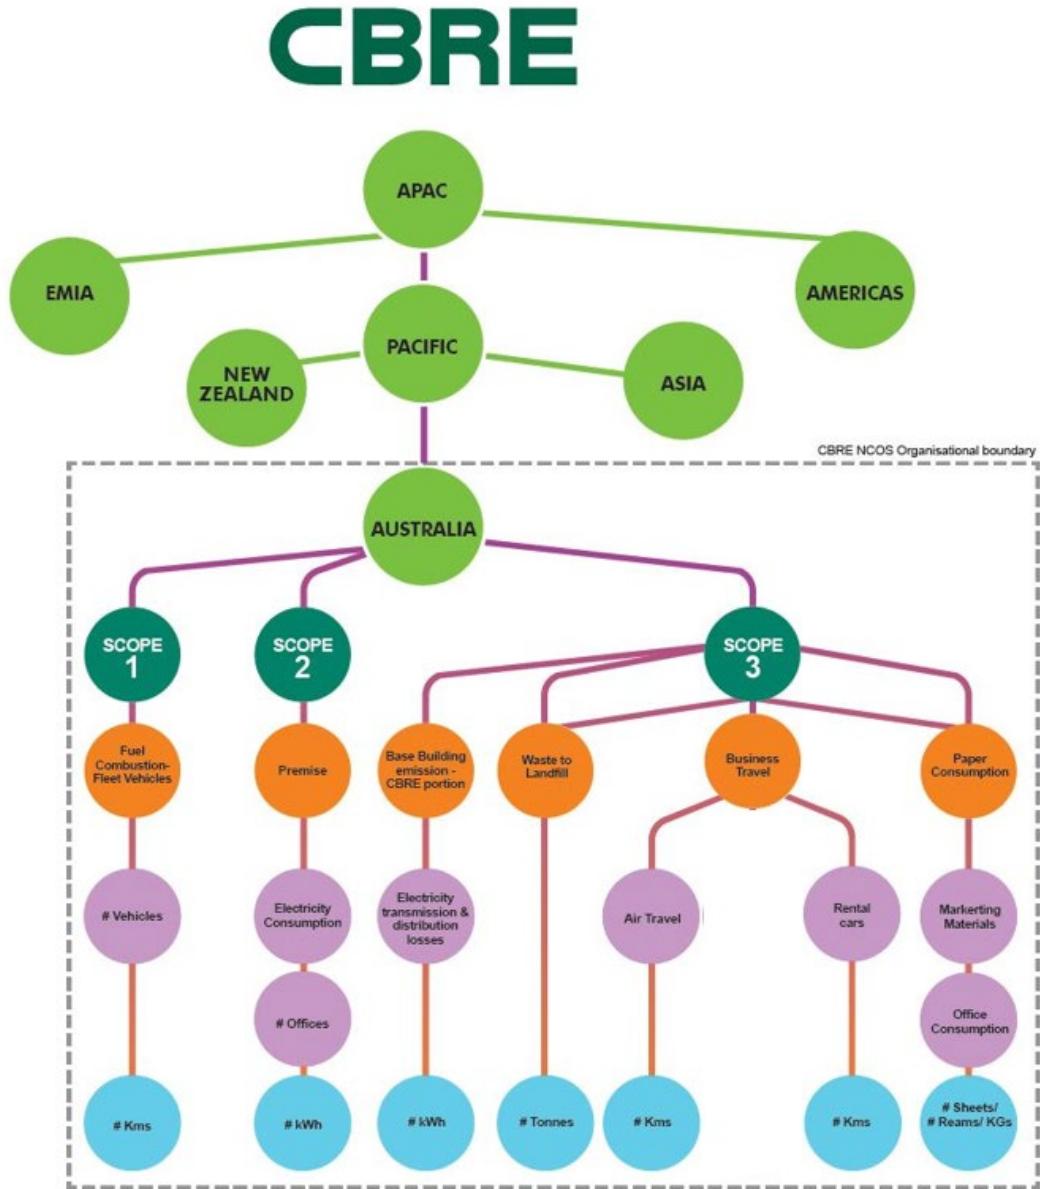 CBRE
APAC
EMIA
AMERICAS
PACIFIC
NEW
ZEALAND
ASIA
CBRE NCOS Organisational boundary
AUSTRALIA
SCOPE
1
SCOPE
2
SCOPE
3
Fuel
Combustion-
Fleet Vehicles
Premise
Base Building
emission -
CBRE portion
Waste to
Landfill
Business
Travel
Paper
Consumption
# Vehicles
Electricity
Consumption
Electricity
transmission &
distribution
losses
Air Travel
Rental
cars
Markerting
Materials
# Offices
Office
Consumption
# Kms
# kWh
# kWh
# Tonnes
# Kms
# Kms
# Sheets/
# Reams/ KGs